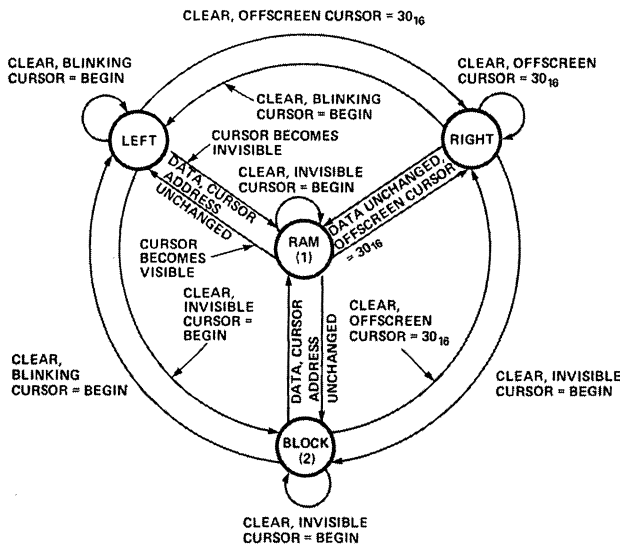 CLEAR, OFFSCREEN CURSOR = 30₁₆
CLEAR, BLINKING
CURSOR = BEGIN
CLEAR, OFFSCREEN
CURSOR = 30₁₆
CLEAR, BLINKING
CURSOR = BEGIN
LEFT
RIGHT
CURSOR BECOMES
INVISIBLE
DATA, CURSOR
ADDRESS
UNCHANGED
CLEAR, INVISIBLE
CURSOR = BEGIN
DATA UNCHANGED,
OFFSCREEN CURSOR
= 30₁₆
RAM
(1)
CURSOR
BECOMES
VISIBLE
CLEAR,
INVISIBLE
CURSOR =
BEGIN
DATA, CURSOR
ADDRESS
UNCHANGED
CLEAR,
OFFSCREEN
CURSOR = 30₁₆
CLEAR,
BLINKING
CURSOR = BEGIN
CLEAR, INVISIBLE
CURSOR = BEGIN
BLOCK
(2)
CLEAR, INVISIBLE
CURSOR = BEGIN